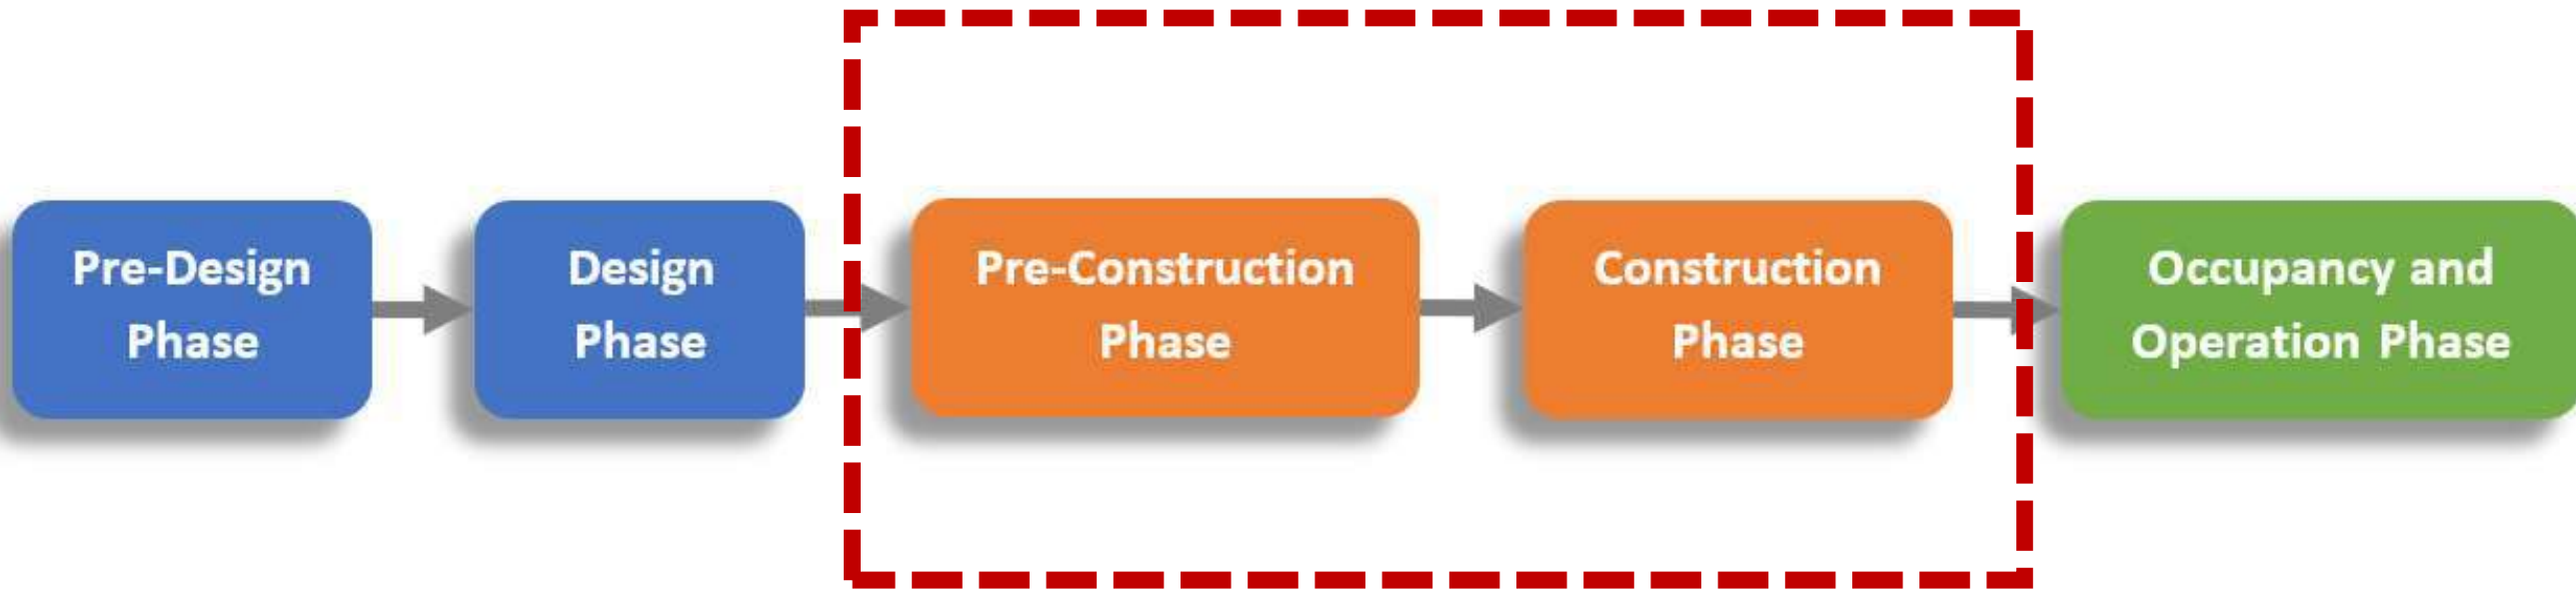 Pre-Design
Phase
Design
Phase
Pre-Construction
Phase
Construction
Phase
Occupancy and
Operation Phase